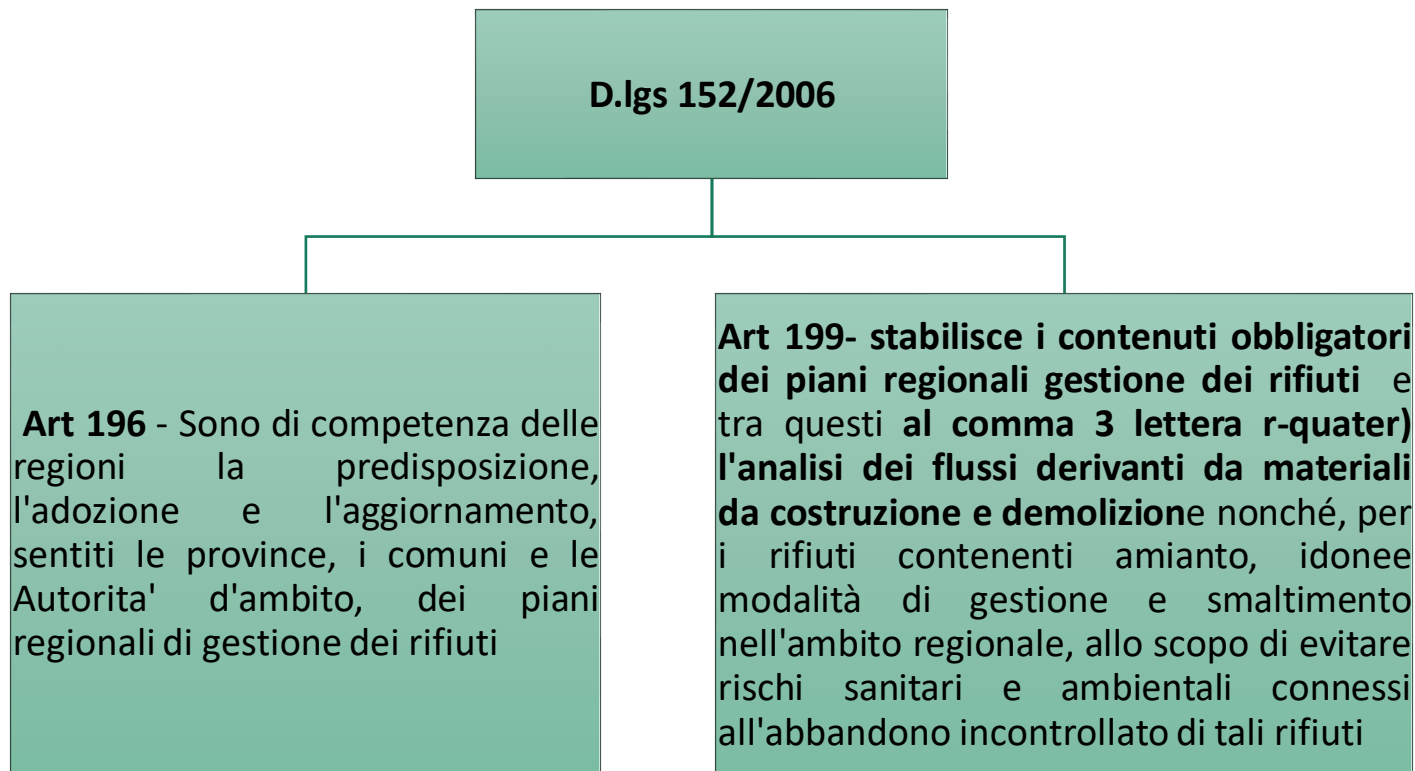 D.lgs 152/2006
Art 196 - Sono di competenza delle
regioni la predisposizione,
l'adozione e l'aggiornamento,
sentiti le province, i comuni e le
Autorita' d'ambito, dei piani
regionali di gestione dei rifiuti
Art 199- stabilisce i contenuti obbligatori
dei piani regionali gestione dei rifiuti e
tra questi al comma 3 lettera r-quater)
l'analisi dei flussi derivanti da materiali
da costruzione e demolizione nonché, per
i rifiuti contenenti amianto, idonee
modalità di gestione e smaltimento
nell'ambito regionale, allo scopo di evitare
rischi sanitari e ambientali connessi
all'abbandono incontrollato di tali rifiuti